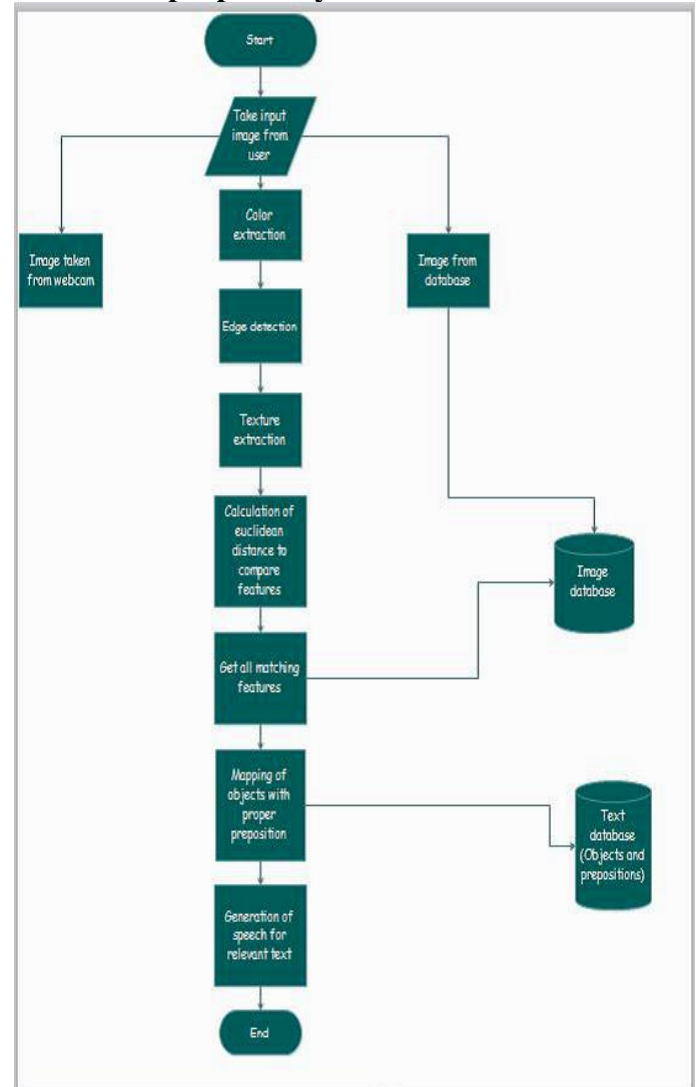 Start
Take input
image from
user
Color
extraction
Image taken
from webcam
Image from
database
Edge detection
Texture
extraction
Calculation of
euclidean
distance to
compare
features
Image
database
Get all matching
features
Mapping of
objects with
proper
preposition
Text
database
(Objects and
prepositions)
Generation of
speech for
relevant text
End